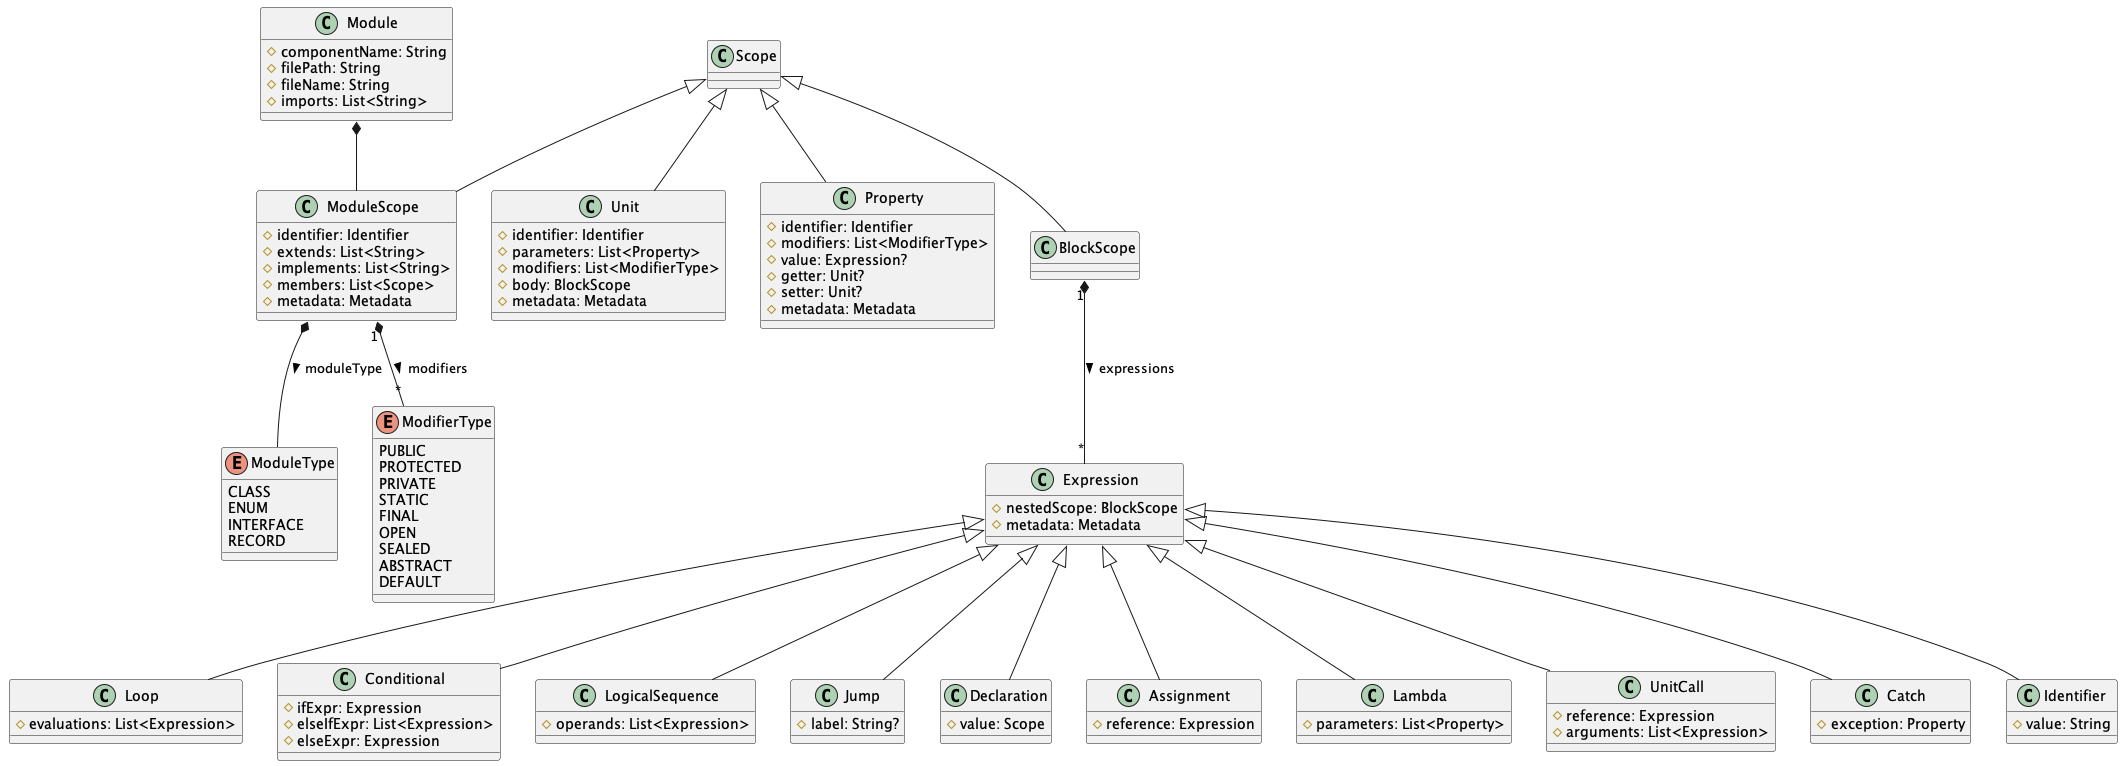 C Module
componentName: String
filePath: String
fileName: String
imports: List<String>
C Scope
C ModuleScope
identifier: Identifier
extends: List<String>
implements: List<String>
members: List<Scope>
metadata: Metadata
C Unit
identifier: Identifier
parameters: List<Property>
modifiers: List<ModifierType>
body: BlockScope
metadata: Metadata
C Property
identifier: Identifier
modifiers: List<ModifierType>
value: Expression?
getter: Unit?
setter: Unit?
metadata: Metadata
C BlockScope
1
1
moduleType
modifiers
*
expressions
*
E ModuleType
CLASS
ENUM
INTERFACE
RECORD
E ModifierType
PUBLIC
PROTECTED
PRIVATE
STATIC
FINAL
OPEN
SEALED
ABSTRACT
DEFAULT
C Expression
nestedScope: BlockScope
metadata: Metadata
C Loop
evaluations: List<Expression>
C Conditional
ifExpr: Expression
elseIfExpr: List<Expression>
elseExpr: Expression
C LogicalSequence
operands: List<Expression>
C Jump
label: String?
C Declaration
value: Scope
C Assignment
reference: Expression
C Lambda
parameters: List<Property>
C UnitCall
reference: Expression
arguments: List<Expression>
C Catch
exception: Property
C Identifier
value: String